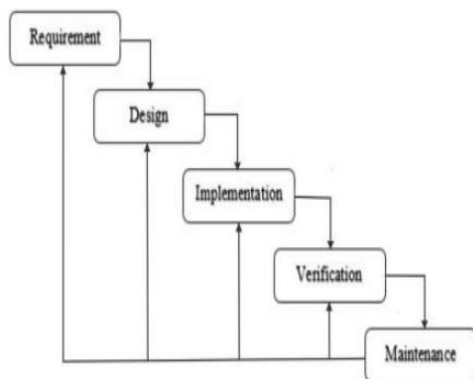 Requirement
Design
Implementation
Verification
Maintenance